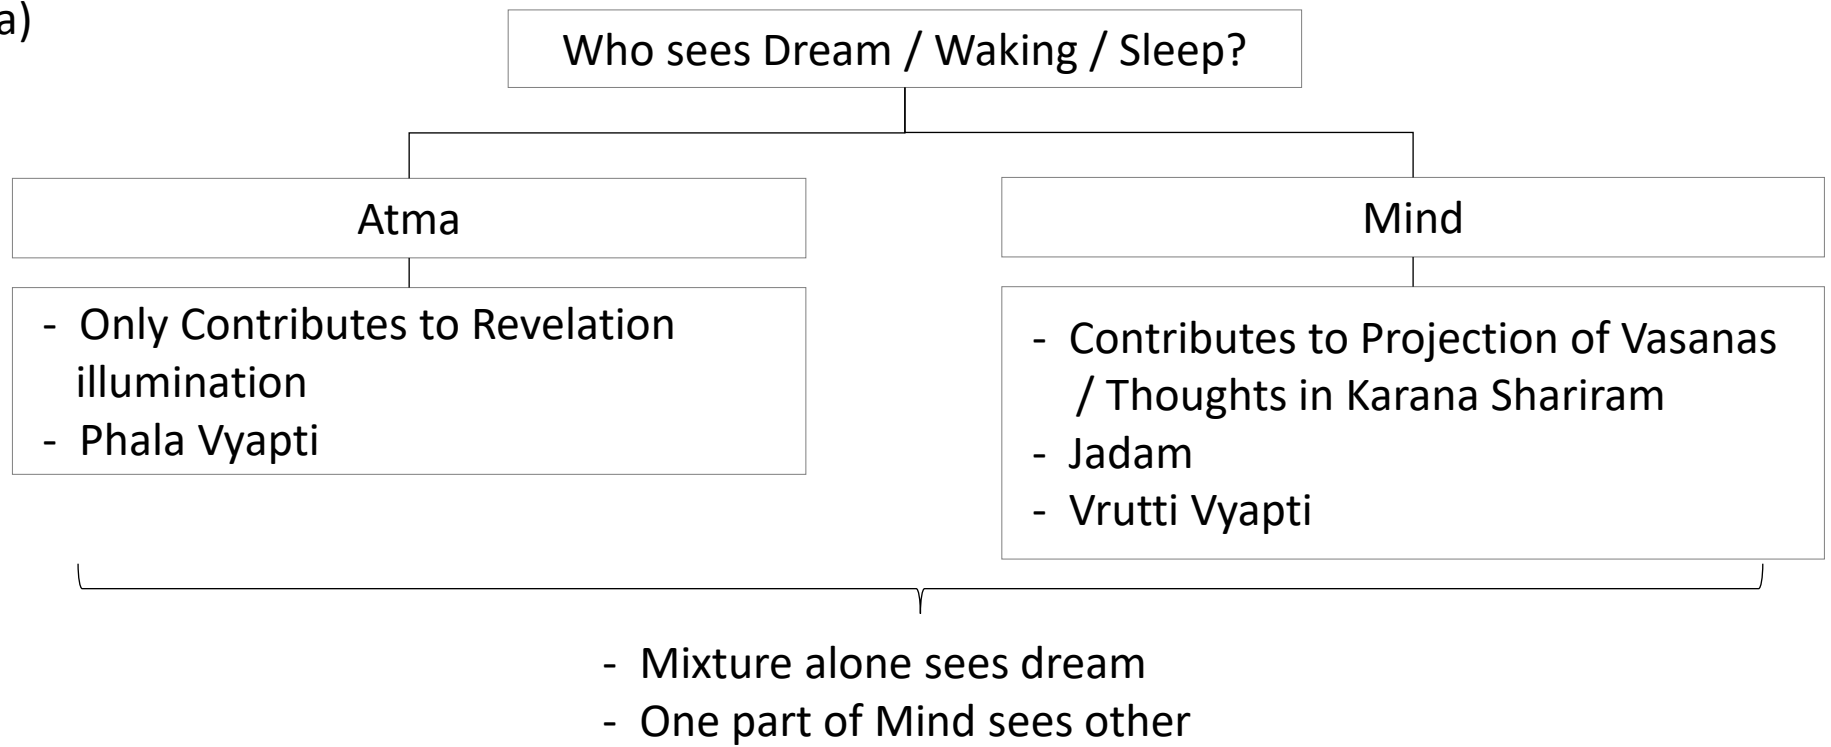 a)
Who sees Dream / Waking / Sleep?
Atma
Mind
- Only Contributes to Revelation
illumination
- Phala Vyapti
- Contributes to Projection of Vasanas
/ Thoughts in Karana Shariram
- Jadam
- Vrutti Vyapti
- Mixture alone sees dream
- One part of Mind sees other